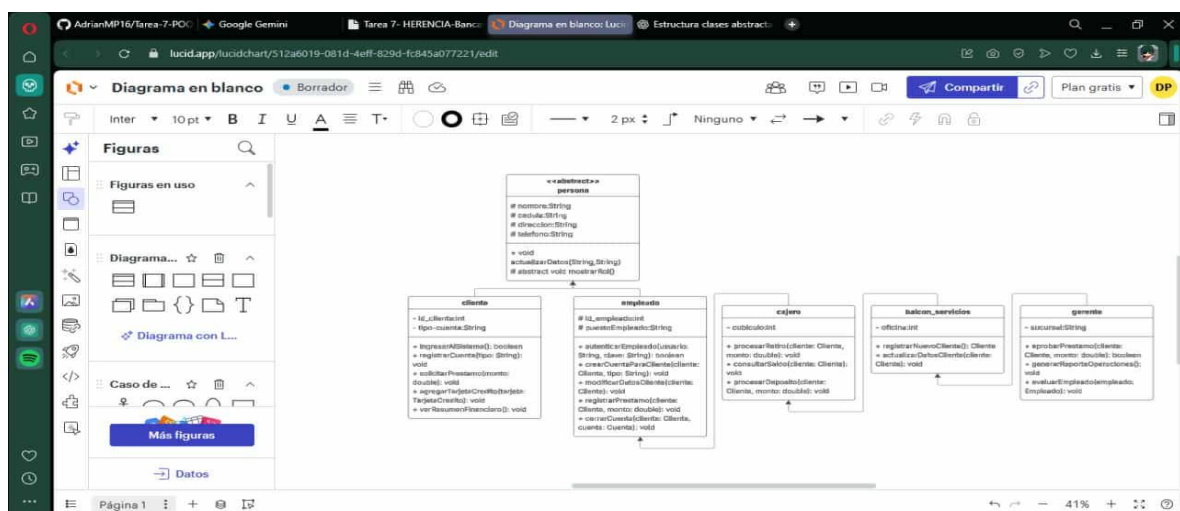 AdrianMP16/Tarea-7-POO
Google Gemini
Tarea 7- HERENCIA-Banca
Diagrama en blanco: Lucid
Estructura clases abstracta
lucid.app/lucidchart/512a6019-081d-4eff-829d-fc845a077221/edit
Diagrama en blanco
Borrador
Compartir
Plan gratis
DP
Inter
10 pt
B I U A
T
2 px
Ninguno
Figuras
Figuras en uso
Diagrama...
Diagrama con L...
Caso de ...
Más figuras
Datos
<<abstract>>
persona
# nombre:String
# cedula:String
# direccion:String
# telefono:String
+ void
actualizarDatos(String,String)
# abstract void mostrarRol()
cliente
- id_cliente:int
- tipo-cuenta:String
+ IngresarAlSistema(): boolean
+ registrarCuenta(tipo: String):
void
+ solicitarPrestamo(monto:
double): void
+ agregarTarjetaCredito(tarjeta:
TarjetaCredito): void
+ verResumenFinanciero(): void
empleado
# id_empleado:int
# puestoEmpleado:String
+ autenticarEmpleado(usuario:
String, clave: String): boolean
+ crearCuentaParaCliente(cliente:
Cliente, tipo: String): void
+ modificarDatosCliente(cliente:
Cliente): void
+ registrarPrestamo(cliente:
Cliente, monto: double): void
+ cerrarCuenta(cliente: Cliente,
cuenta: Cuenta): void
cajero
- cubiculo:int
+ procesarRetiro(cliente: Cliente,
monto: double): void
+ consultarSaldo(cliente: Cliente):
void
+ procesarDeposito(cliente:
Cliente, monto: double): void
balcon_servicios
- oficina:int
+ registrarNuevoCliente(): Cliente
+ actualizarDatosCliente(cliente:
Cliente): void
gerente
- sucursal:String
+ aprobarPrestamo(cliente:
Cliente, monto: double): boolean
+ generarReporteOperaciones():
void
+ evaluarEmpleado(empleado:
Empleado): void
Página 1
41%